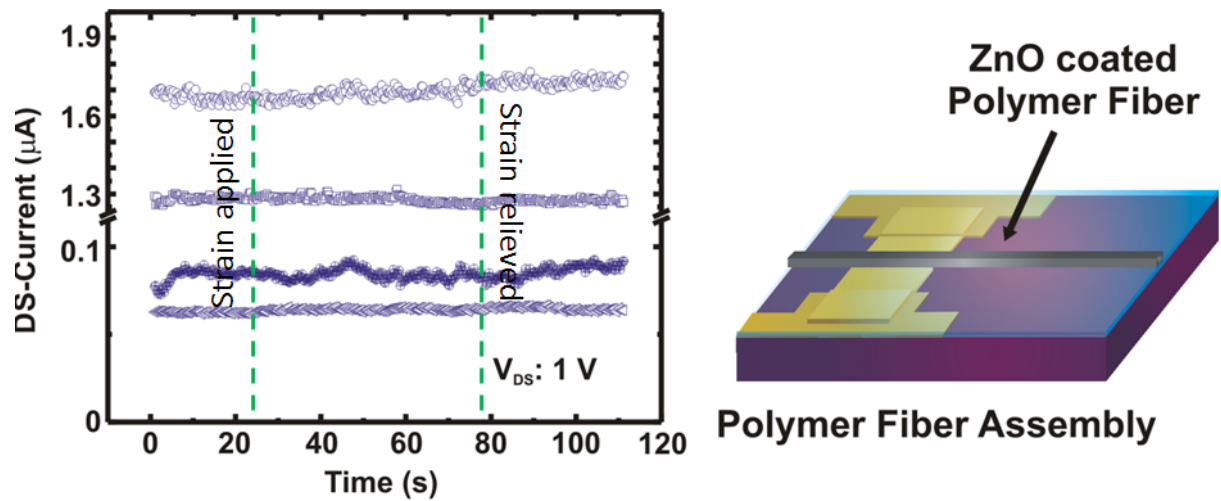 1.9
1.6
1.3
0.1
0
DS-Current (μA)
Strain applied
Strain relieved
V_DS: 1 V
0 20 40 60 80 100 120
Time (s)
ZnO coated
Polymer Fiber
Polymer Fiber Assembly